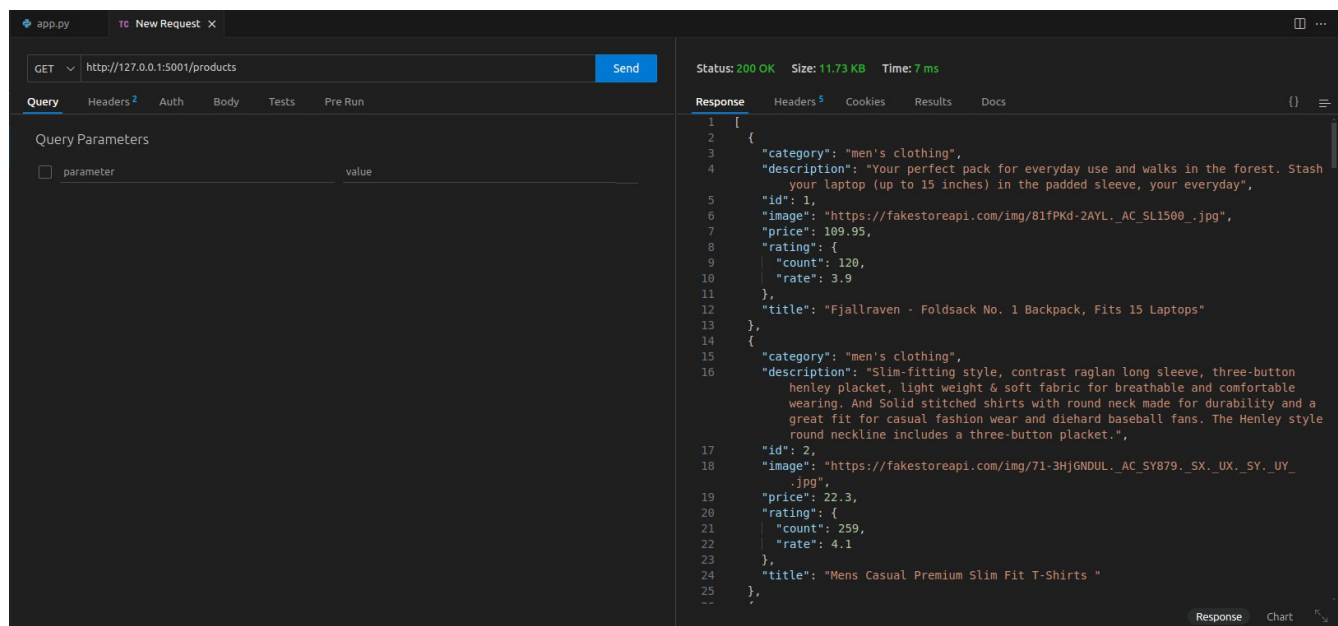 app.py TC New Request ×
GET http://127.0.0.1:5001/products Send
Query Headers 2 Auth Body Tests Pre Run
Query Parameters
parameter value
Status: 200 OK Size: 11.73 KB Time: 7 ms
Response Headers 5 Cookies Results Docs {}
1 [
2 {
3 "category": "men's clothing",
4 "description": "Your perfect pack for everyday use and walks in the forest. Stash
your laptop (up to 15 inches) in the padded sleeve, your everyday",
5 "id": 1,
6 "image": "https://fakestoreapi.com/img/81fPKd-2AYL._AC_SL1500_.jpg",
7 "price": 109.95,
8 "rating": {
9 "count": 120,
10 "rate": 3.9
11 },
12 "title": "Fjallraven - Foldsack No. 1 Backpack, Fits 15 Laptops"
13 },
14 {
15 "category": "men's clothing",
16 "description": "Slim-fitting style, contrast raglan long sleeve, three-button
henley placket, light weight & soft fabric for breathable and comfortable
wearing. And Solid stitched shirts with round neck made for durability and a
great fit for casual fashion wear and diehard baseball fans. The Henley style
round neckline includes a three-button placket.",
17 "id": 2,
18 "image": "https://fakestoreapi.com/img/71-3HjGNDUL._AC_SY879._SX._UX._SY._UY_
.jpg",
19 "price": 22.3,
20 "rating": {
21 "count": 259,
22 "rate": 4.1
23 },
24 "title": "Mens Casual Premium Slim Fit T-Shirts "
25 },
Response Chart